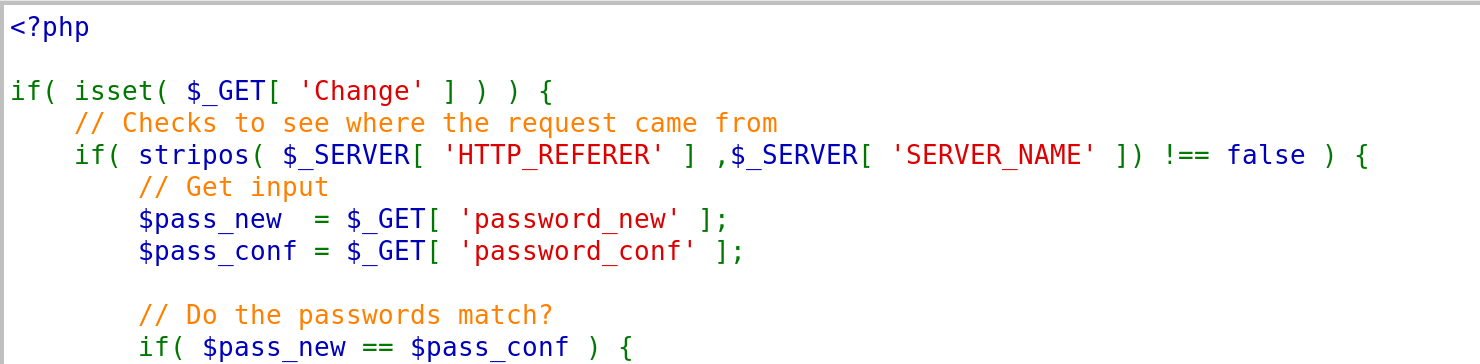 <?php

if( isset( $_GET[ 'Change' ] ) ) {
    // Checks to see where the request came from
    if( stripos( $_SERVER[ 'HTTP_REFERER' ] ,$_SERVER[ 'SERVER_NAME' ]) !== false ) {
        // Get input
        $pass_new  = $_GET[ 'password_new' ];
        $pass_conf = $_GET[ 'password_conf' ];

        // Do the passwords match?
        if( $pass_new == $pass_conf ) {